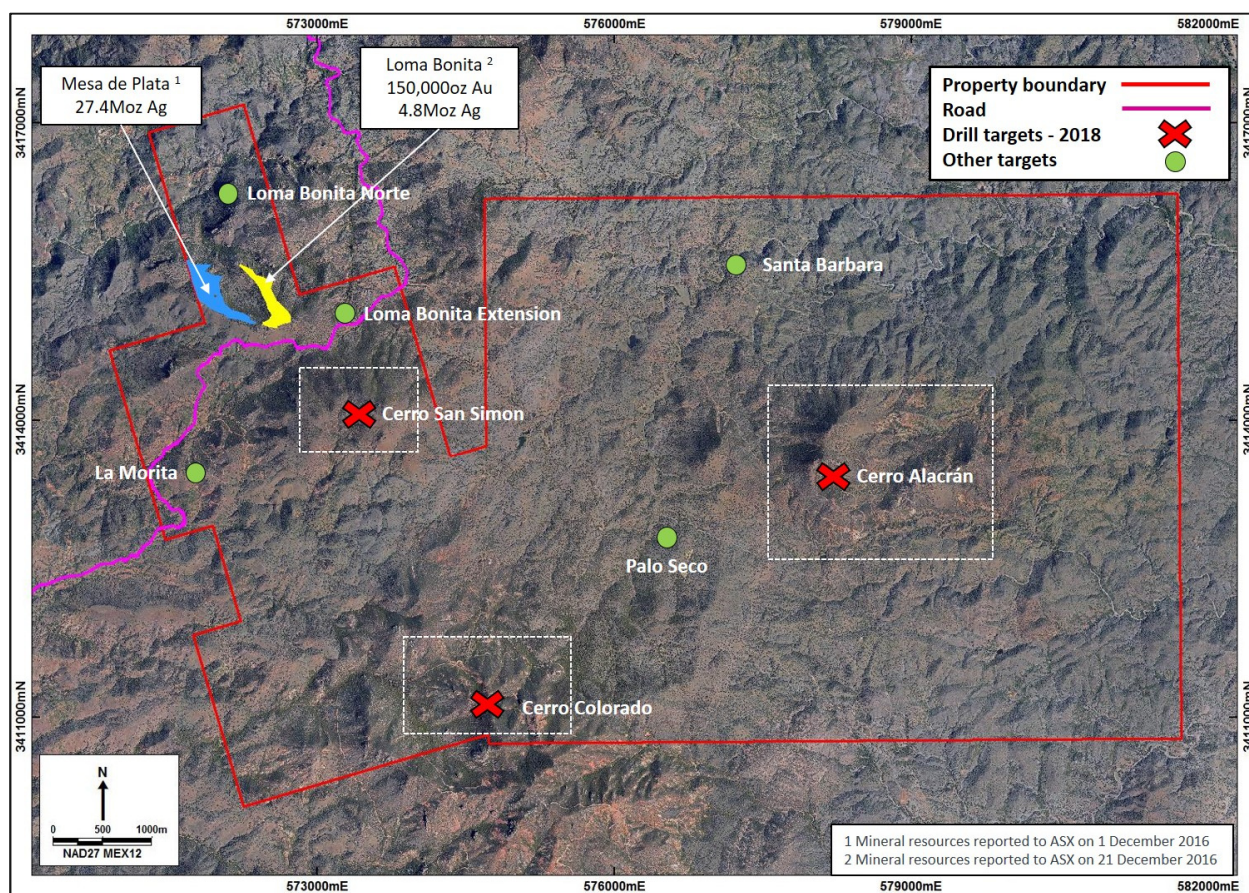 573000mE
576000mE
579000mE
582000mE
Mesa de Plata 1
27.4Moz Ag
Loma Bonita 2
150,000oz Au
4.8Moz Ag
Property boundary
Road
Drill targets - 2018
Other targets
3417000mN
3417000mN
Loma Bonita Norte
Santa Barbara
Loma Bonita Extension
3414000mN
Cerro San Simon
3414000mN
La Morita
Cerro Alacrán
Palo Seco
3411000mN
Cerro Colorado
3411000mN
N
0 500 1000m
NAD27 MEX12
1 Mineral resources reported to ASX on 1 December 2016
2 Mineral resources reported to ASX on 21 December 2016
573000mE
576000mE
579000mE
582000mE